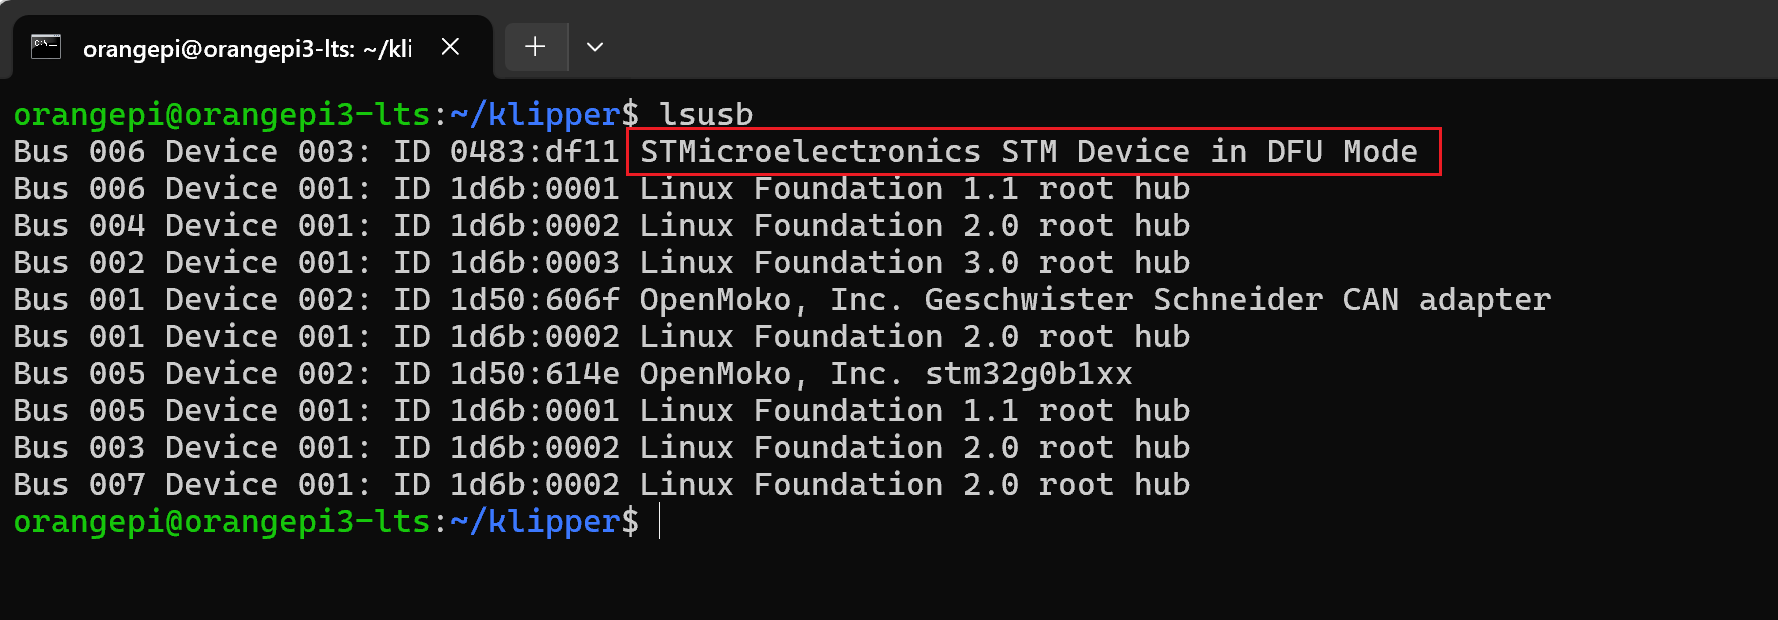 orangepi@orangepi3-lts: ~/kli
orangepi@orangepi3-lts:~/klipper$ lsusb
Bus 006 Device 003: ID 0483:df11 STMicroelectronics STM Device in DFU Mode
Bus 006 Device 001: ID 1d6b:0001 Linux Foundation 1.1 root hub
Bus 004 Device 001: ID 1d6b:0002 Linux Foundation 2.0 root hub
Bus 002 Device 001: ID 1d6b:0003 Linux Foundation 3.0 root hub
Bus 001 Device 002: ID 1d50:606f OpenMoko, Inc. Geschwister Schneider CAN adapter
Bus 001 Device 001: ID 1d6b:0002 Linux Foundation 2.0 root hub
Bus 005 Device 002: ID 1d50:614e OpenMoko, Inc. stm32g0b1xx
Bus 005 Device 001: ID 1d6b:0001 Linux Foundation 1.1 root hub
Bus 003 Device 001: ID 1d6b:0002 Linux Foundation 2.0 root hub
Bus 007 Device 001: ID 1d6b:0002 Linux Foundation 2.0 root hub
orangepi@orangepi3-lts:~/klipper$